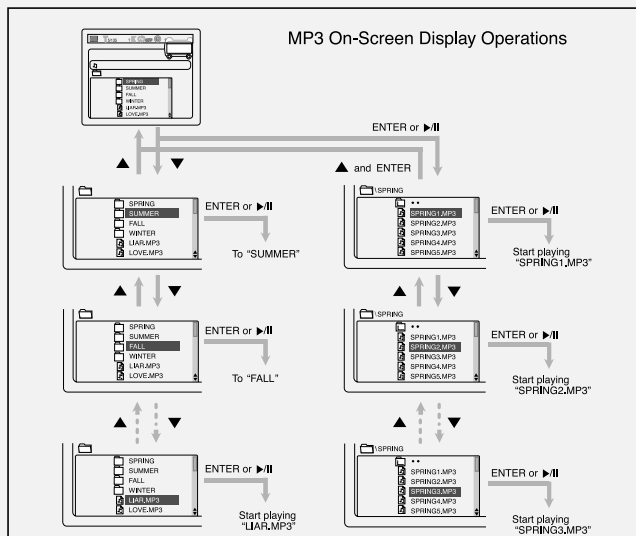 MP3 On-Screen Display Operations
SPRING
SUMMER
FALL
WINTER
LIAR.MP3
LOVE.MP3
ENTER or ▶/II
▲ ▼
▲ and ENTER
SPRING
SUMMER
FALL
WINTER
LIAR.MP3
LOVE.MP3
ENTER or ▶/II
To “SUMMER”
\SPRING
• •
SPRING1.MP3
SPRING2.MP3
SPRING3.MP3
SPRING4.MP3
SPRING5.MP3
ENTER or ▶/II
Start playing
“SPRING1.MP3”
▲ ▼
▲ ▼
SPRING
SUMMER
FALL
WINTER
LIAR.MP3
LOVE.MP3
ENTER or ▶/II
To “FALL”
\SPRING
• •
SPRING1.MP3
SPRING2.MP3
SPRING3.MP3
SPRING4.MP3
SPRING5.MP3
ENTER or ▶/II
Start playing
“SPRING2.MP3”
▲ ▼
▲ ▼
SPRING
SUMMER
FALL
WINTER
LIAR.MP3
LOVE.MP3
ENTER or ▶/II
Start playing
“LIAR.MP3”
\SPRING
• •
SPRING1.MP3
SPRING2.MP3
SPRING3.MP3
SPRING4.MP3
SPRING5.MP3
ENTER or ▶/II
Start playing
“SPRING3.MP3”